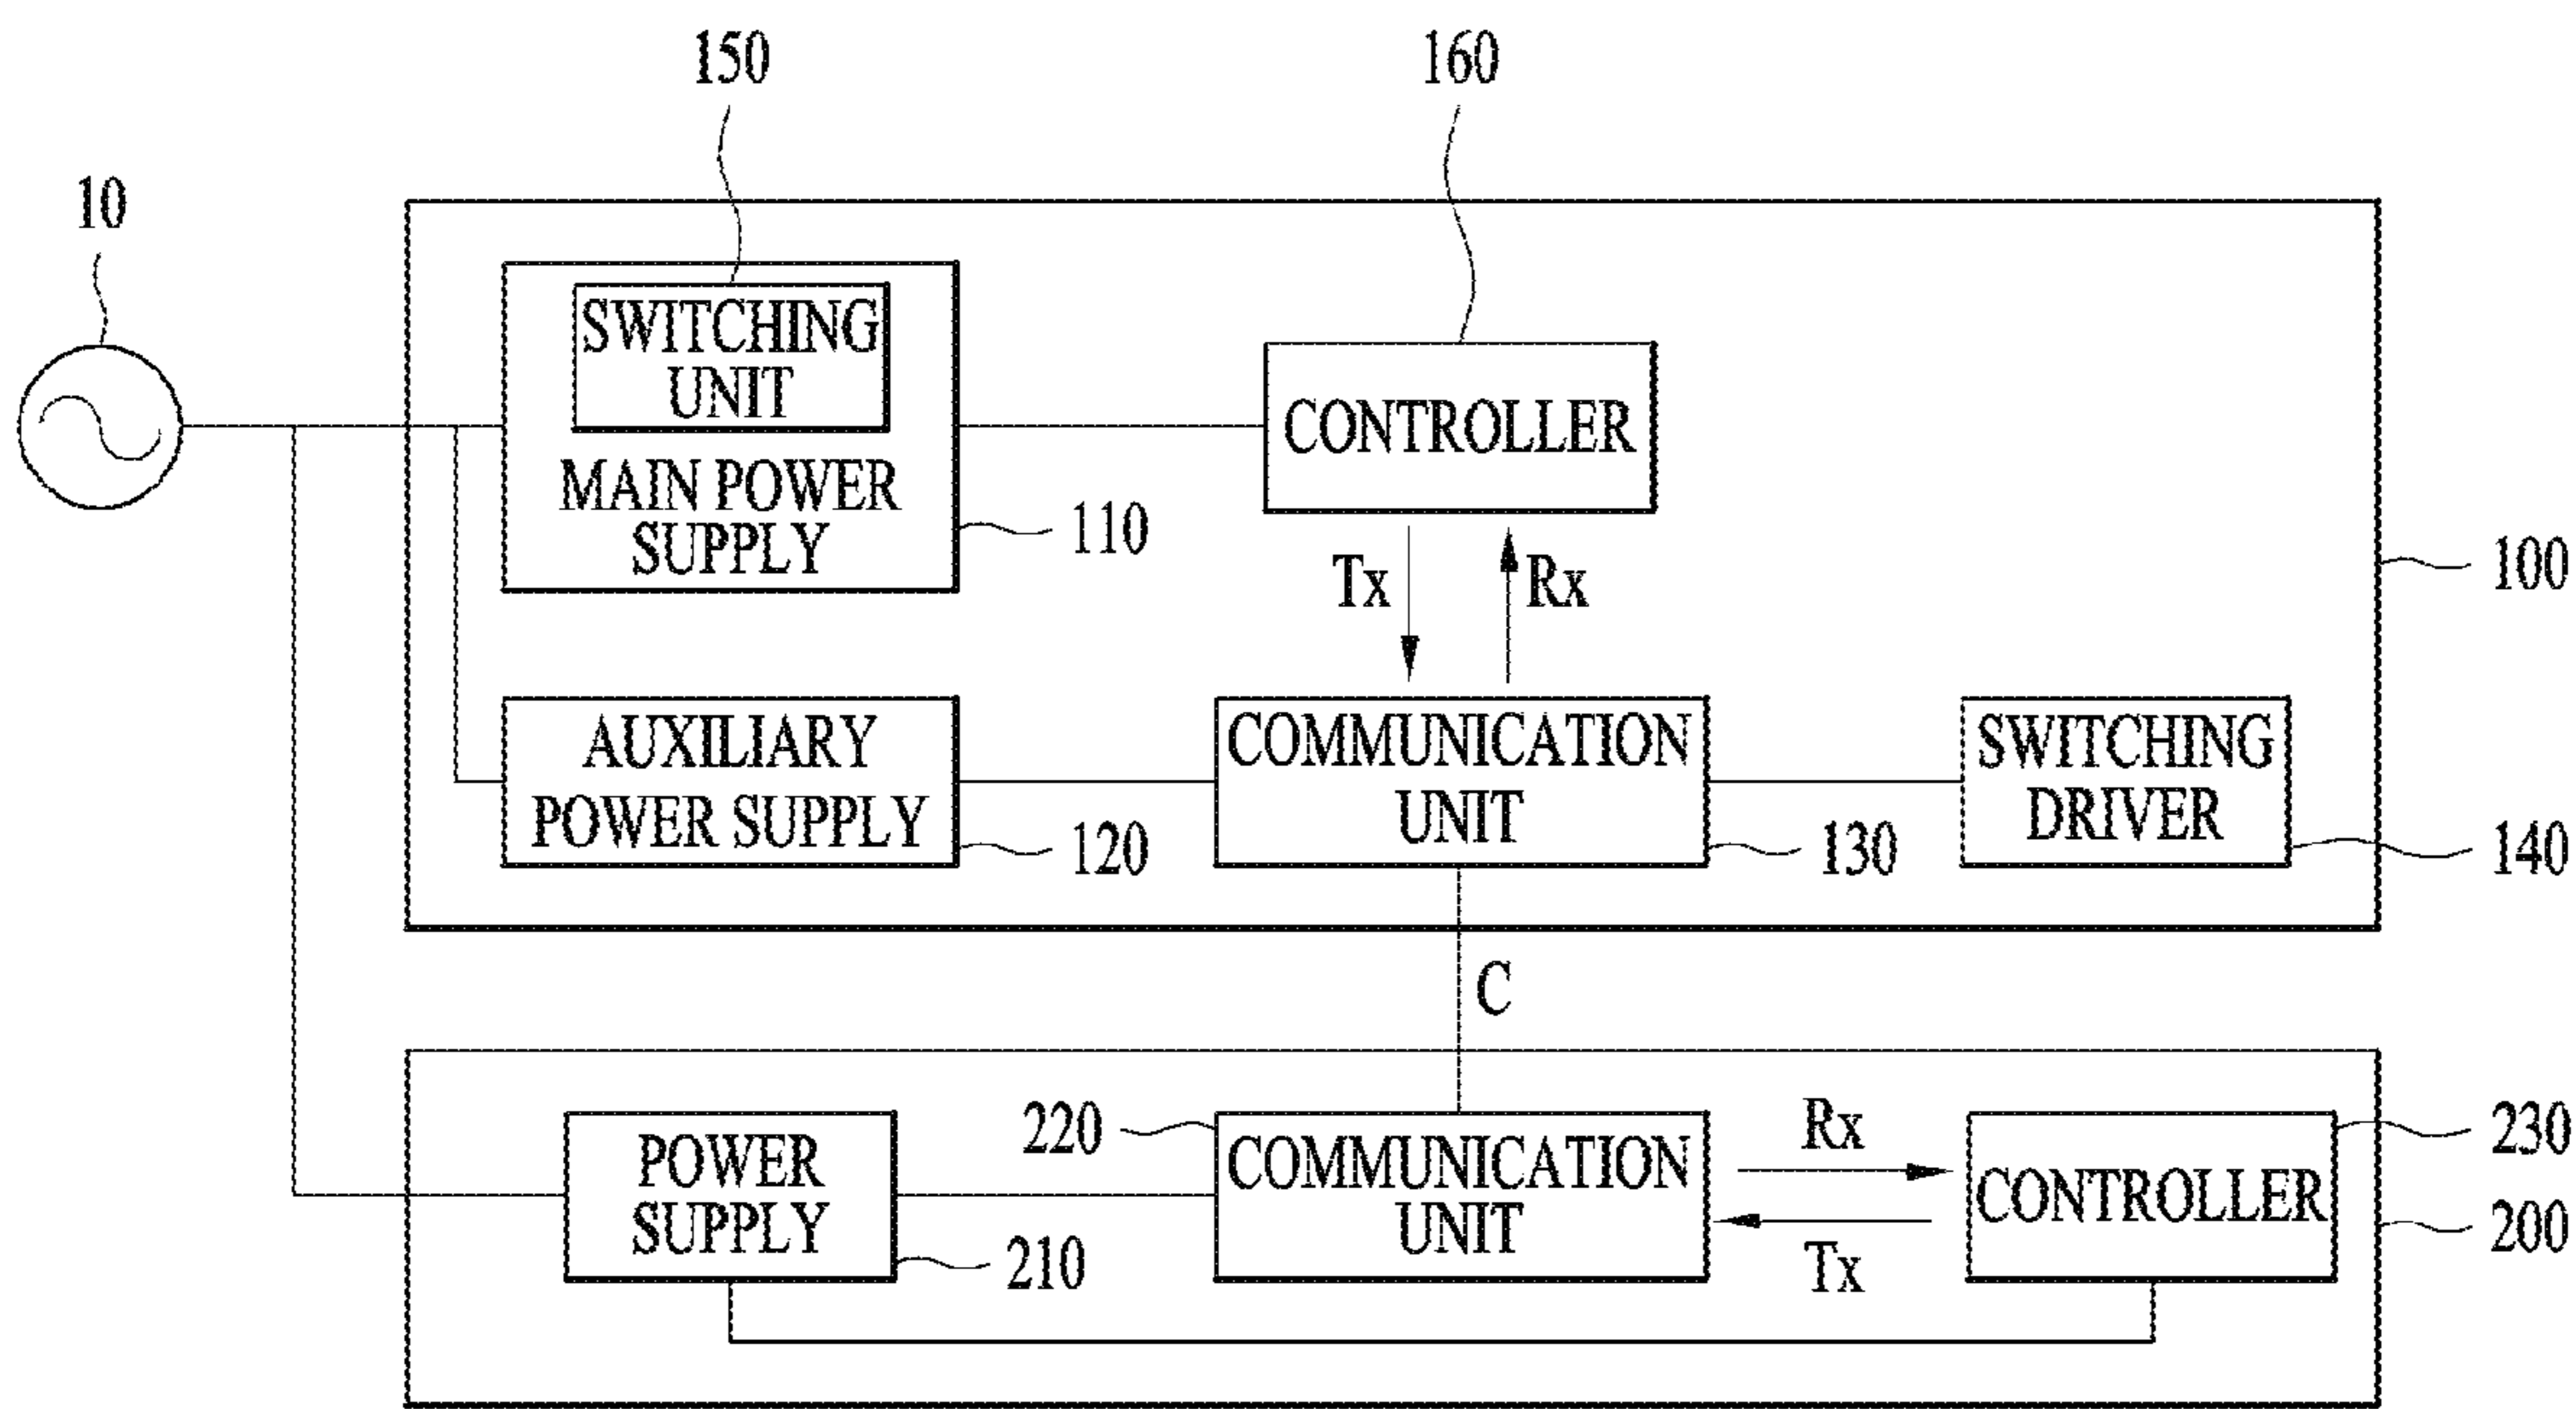 150
160
10
SWITCHING
UNIT
MAIN POWER
SUPPLY
110
CONTROLLER
Tx
Rx
100
AUXILIARY
POWER SUPPLY
120
COMMUNICATION
UNIT
130
SWITCHING
DRIVER
140
C
POWER
SUPPLY
210
220
COMMUNICATION
UNIT
Rx
Tx
CONTROLLER
230
200